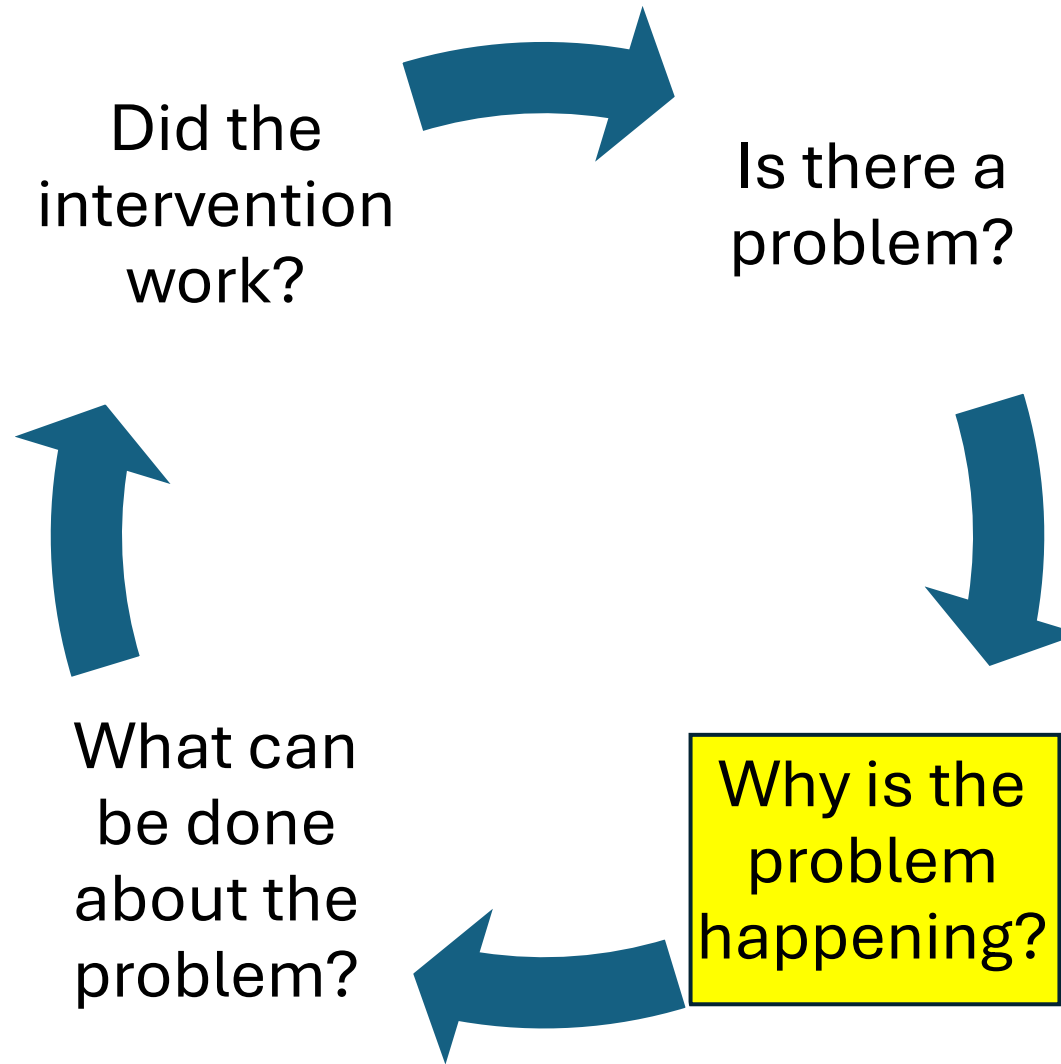 Did the
intervention
work?
Is there a
problem?
What can
be done
about the
problem?
Why is the
problem
happening?